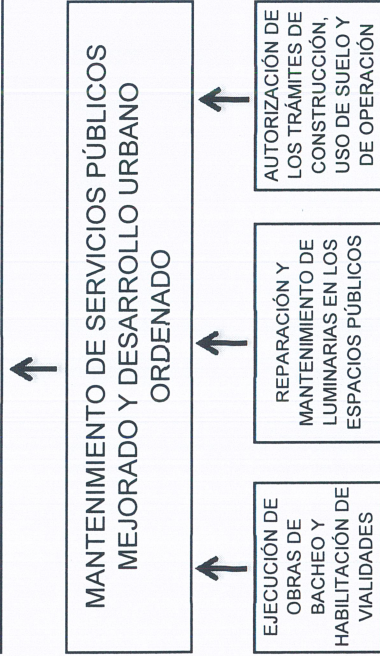 MANTENIMIENTO DE SERVICIOS PÚBLICOS
MEJORADO Y DESARROLLO URBANO
ORDENADO
EJECUCIÓN DE
OBRAS DE
BACHEO Y
HABILITACIÓN DE
VIALIDADES
REPARACIÓN Y
MANTENIMIENTO DE
LUMINARIAS EN LOS
ESPACIOS PÚBLICOS
AUTORIZACIÓN DE
LOS TRÁMITES DE
CONSTRUCCIÓN,
USO DE SUELO Y
DE OPERACIÓN